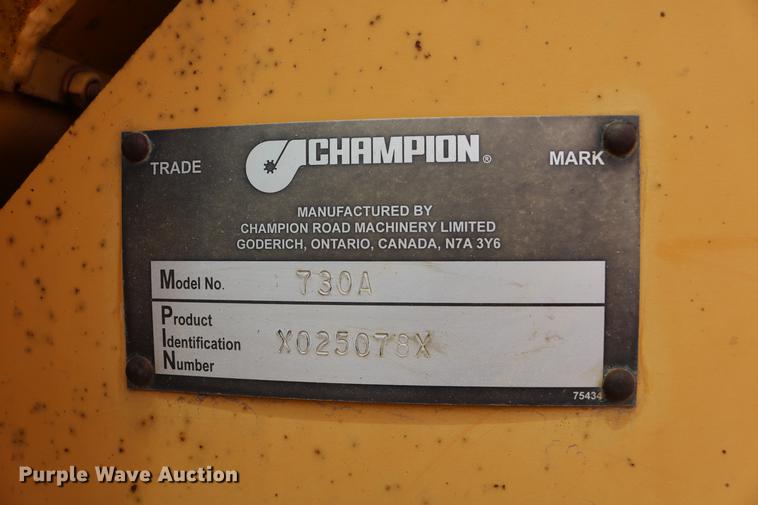 TRADE CHAMPION® MARK
MANUFACTURED BY
CHAMPION ROAD MACHINERY LIMITED
GODERICH, ONTARIO, CANADA, N7A 3Y6
Model No. 730A
Product
Identification X025078X
Number
75434
Purple Wave Auction